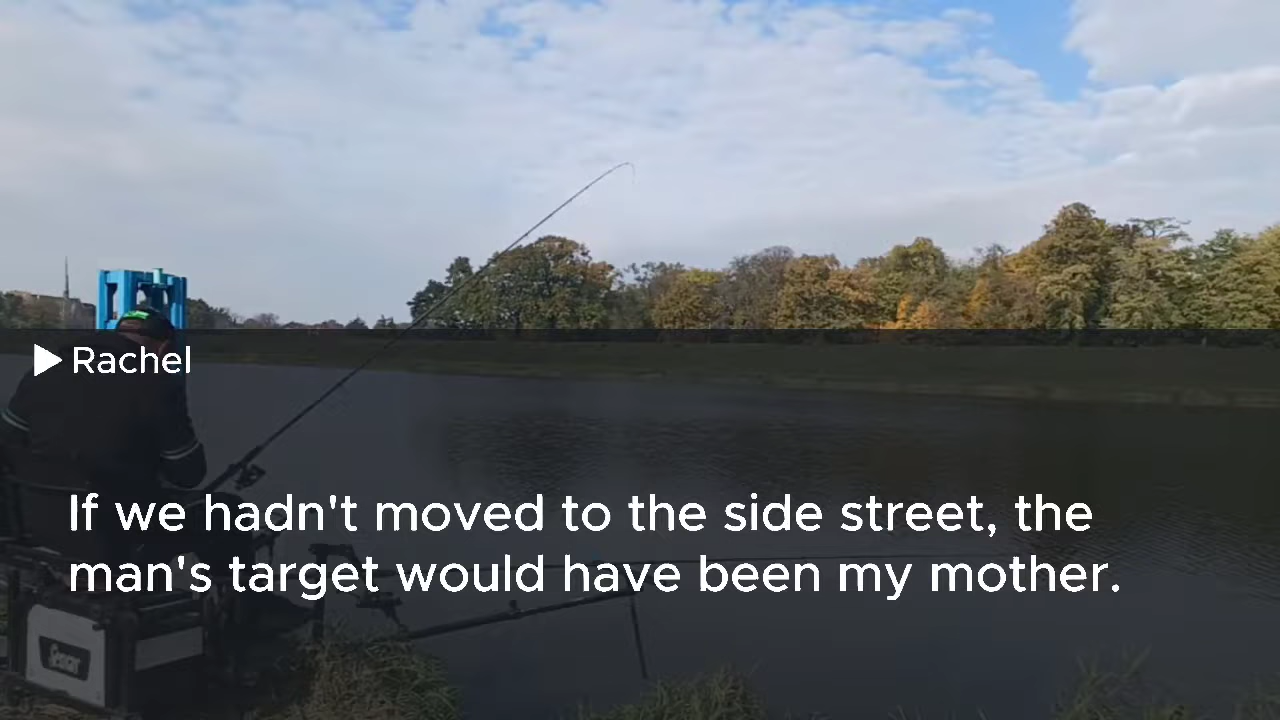 Rachel
If we hadn't moved to the side street, the
man's target would have been my mother.